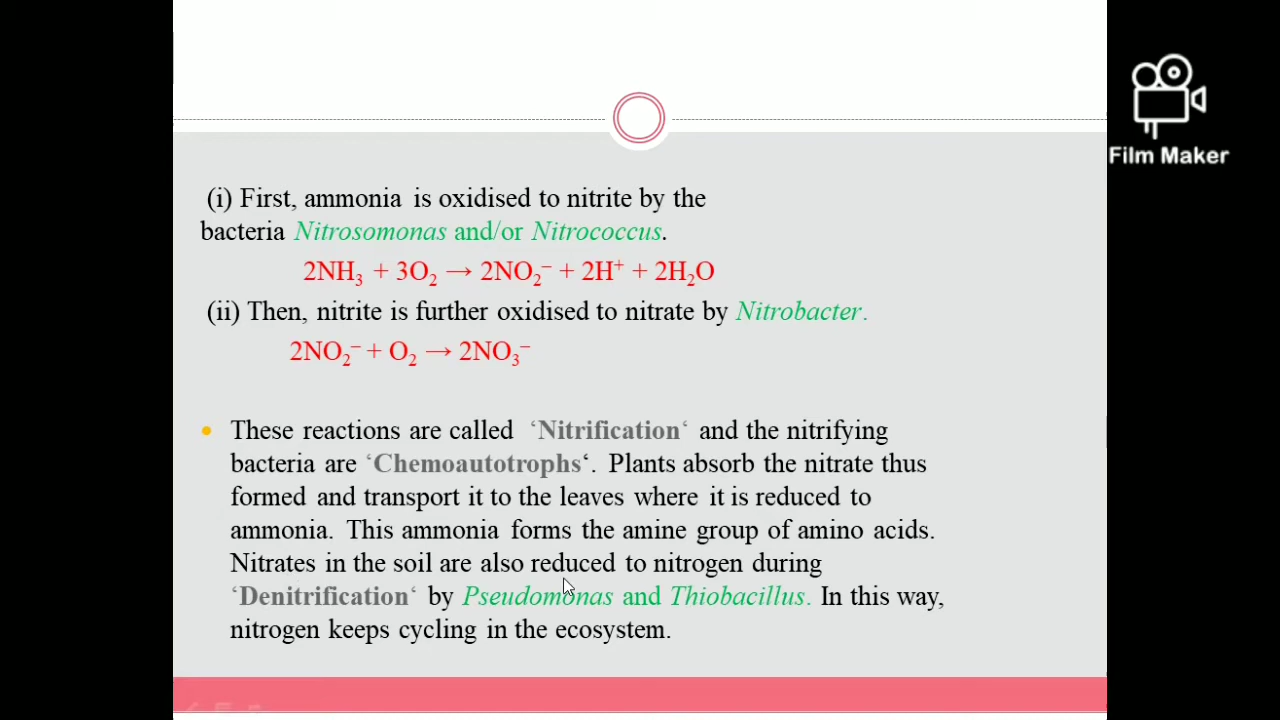 Film Maker
(i) First, ammonia is oxidised to nitrite by the
bacteria Nitrosomonas and/or Nitrococcus.
2NH₃ + 3O₂ → 2NO₂⁻ + 2H⁺ + 2H₂O
(ii) Then, nitrite is further oxidised to nitrate by Nitrobacter.
2NO₂⁻ + O₂ → 2NO₃⁻
• These reactions are called ‘Nitrification‘ and the nitrifying
bacteria are ‘Chemoautotrophs‘. Plants absorb the nitrate thus
formed and transport it to the leaves where it is reduced to
ammonia. This ammonia forms the amine group of amino acids.
Nitrates in the soil are also reduced to nitrogen during
‘Denitrification‘ by Pseudomonas and Thiobacillus. In this way,
nitrogen keeps cycling in the ecosystem.